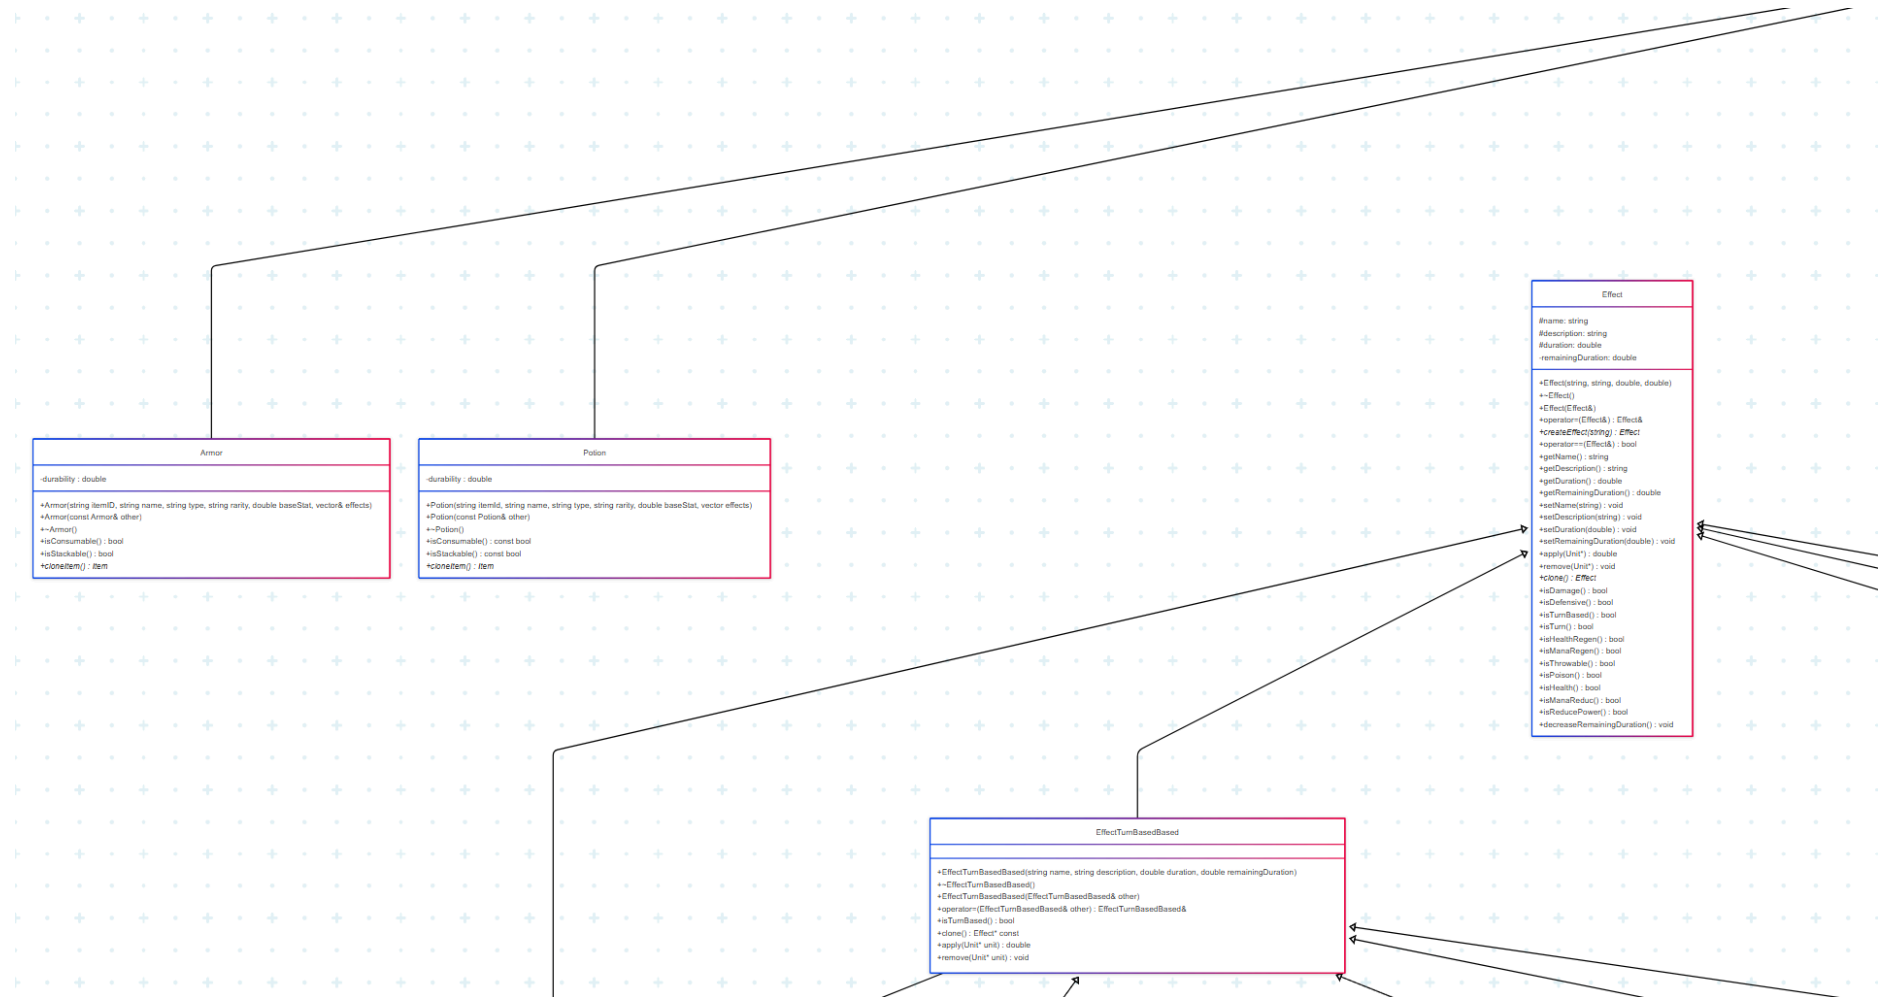 Effect
#name: string
#description: string
#duration: double
-remainingDuration: double
+Effect(string, string, double, double)
+~Effect()
+Effect(Effect&)
+operator=(Effect&) : Effect&
+createEffect(string) : Effect
+operator==(Effect&) : bool
+getName() : string
+getDescription() : string
+getDuration() : double
+getRemainingDuration() : double
+setName(string) : void
+setDescription(string) : void
+setDuration(double) : void
+setRemainingDuration(double) : void
+apply(Unit*) : double
+remove(Unit*) : void
+clone() : Effect
+isDamage() : bool
+isDefensive() : bool
+isTurnBased() : bool
+isTurn() : bool
+isHealthRegen() : bool
+isManaRegen() : bool
+isThrowable() : bool
+isPoison() : bool
+isHealth() : bool
+isManaReduc() : bool
+isReducePower() : bool
+decreaseRemainingDuration() : void
Armor
-durability : double
+Armor(string itemID, string name, string type, string rarity, double baseStat, vector& effects)
+Armor(const Armor& other)
+~Armor()
+isConsumable() : bool
+isStackable() : bool
+cloneItem() : Item
Potion
-durability : double
+Potion(string itemId, string name, string type, string rarity, double baseStat, vector effects)
+Potion(const Potion& other)
+~Potion()
+isConsumable() : const bool
+isStackable() : const bool
+cloneItem() : Item
EffectTurnBasedBased
+EffectTurnBasedBased(string name, string description, double duration, double remainingDuration)
+~EffectTurnBasedBased()
+EffectTurnBasedBased(EffectTurnBasedBased& other)
+operator=(EffectTurnBasedBased& other) : EffectTurnBasedBased&
+isTurnBased() : bool
+clone() : Effect* const
+apply(Unit* unit) : double
+remove(Unit* unit) : void